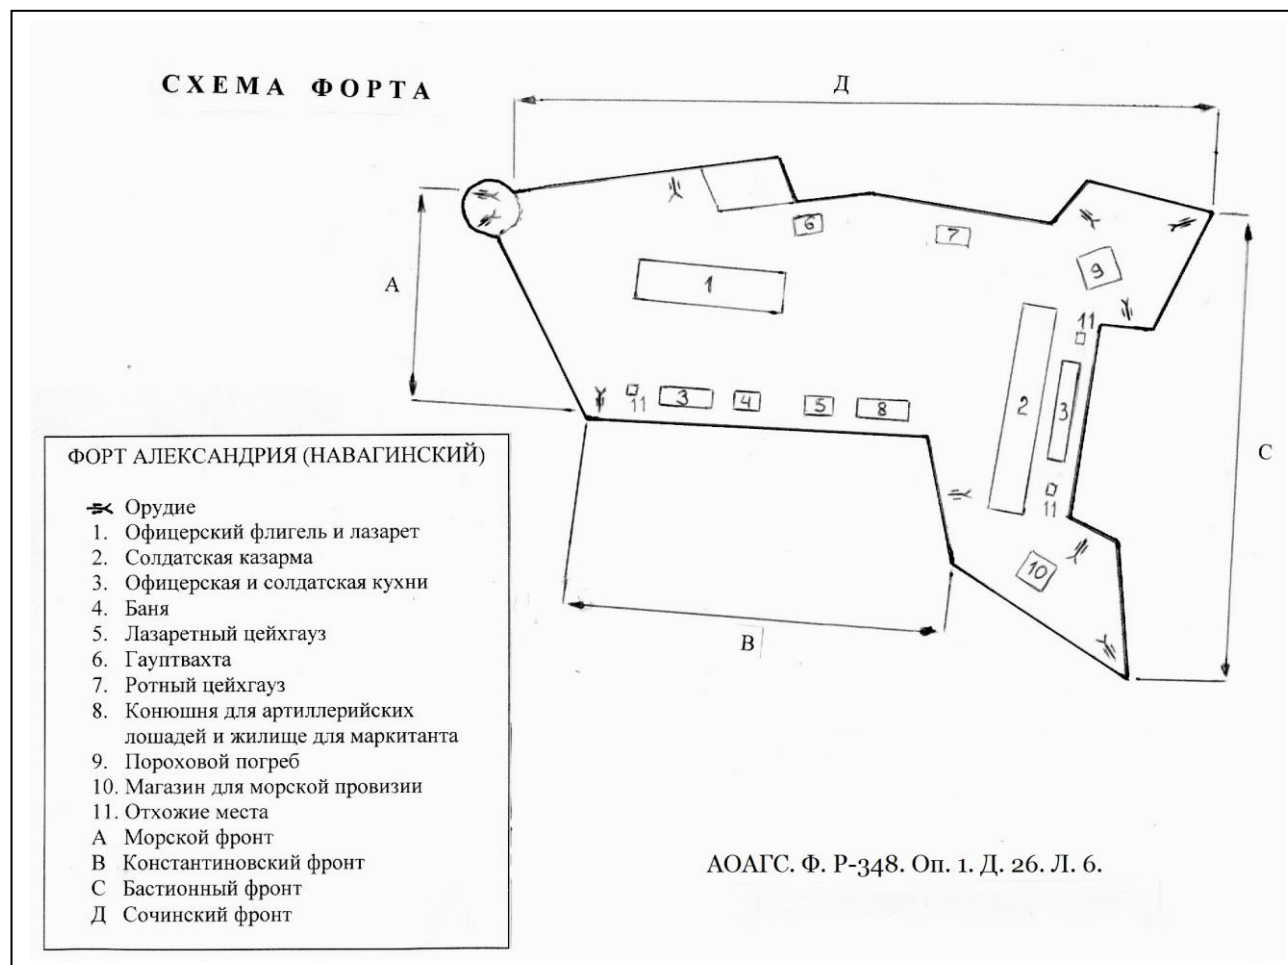 СХЕМА ФОРТА
Д
6
7
9
А
1
11
2
3
С
11
3
4
5
8
11
10
В
ФОРТ АЛЕКСАНДРИЯ (НАВАГИНСКИЙ)
Орудие
1. Офицерский флигель и лазарет
2. Солдатская казарма
3. Офицерская и солдатская кухни
4. Баня
5. Лазаретный цейхгауз
6. Гауптвахта
7. Ротный цейхгауз
8. Конюшня для артиллерийских
лошадей и жилище для маркитанта
9. Пороховой погреб
10. Магазин для морской провизии
11. Отхожие места
А Морской фронт
В Константиновский фронт
С Бастионный фронт
Д Сочинский фронт
АОАГС. Ф. Р-348. Оп. 1. Д. 26. Л. 6.